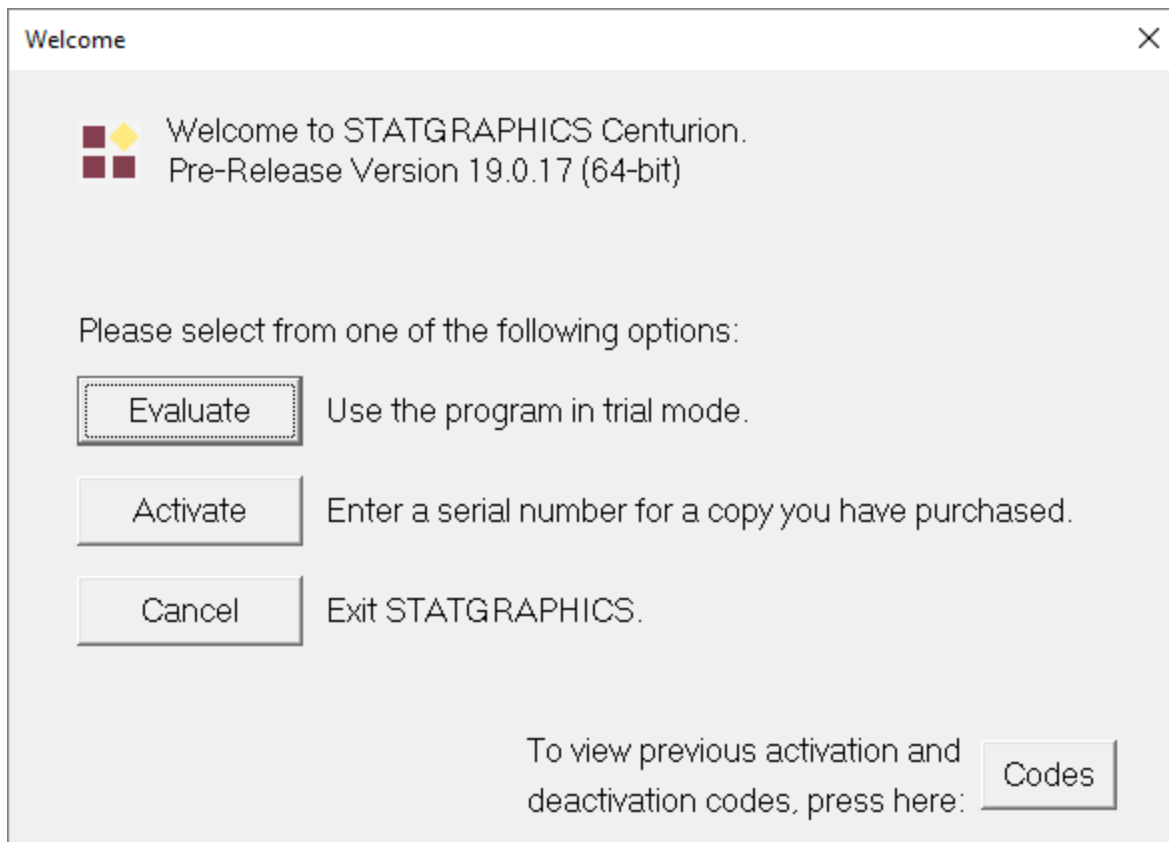 Welcome
Welcome to STATGRAPHICS Centurion.
Pre-Release Version 19.0.17 (64-bit)
Please select from one of the following options:
Evaluate Use the program in trial mode.
Activate Enter a serial number for a copy you have purchased.
Cancel Exit STATGRAPHICS.
To view previous activation and
deactivation codes, press here:
Codes